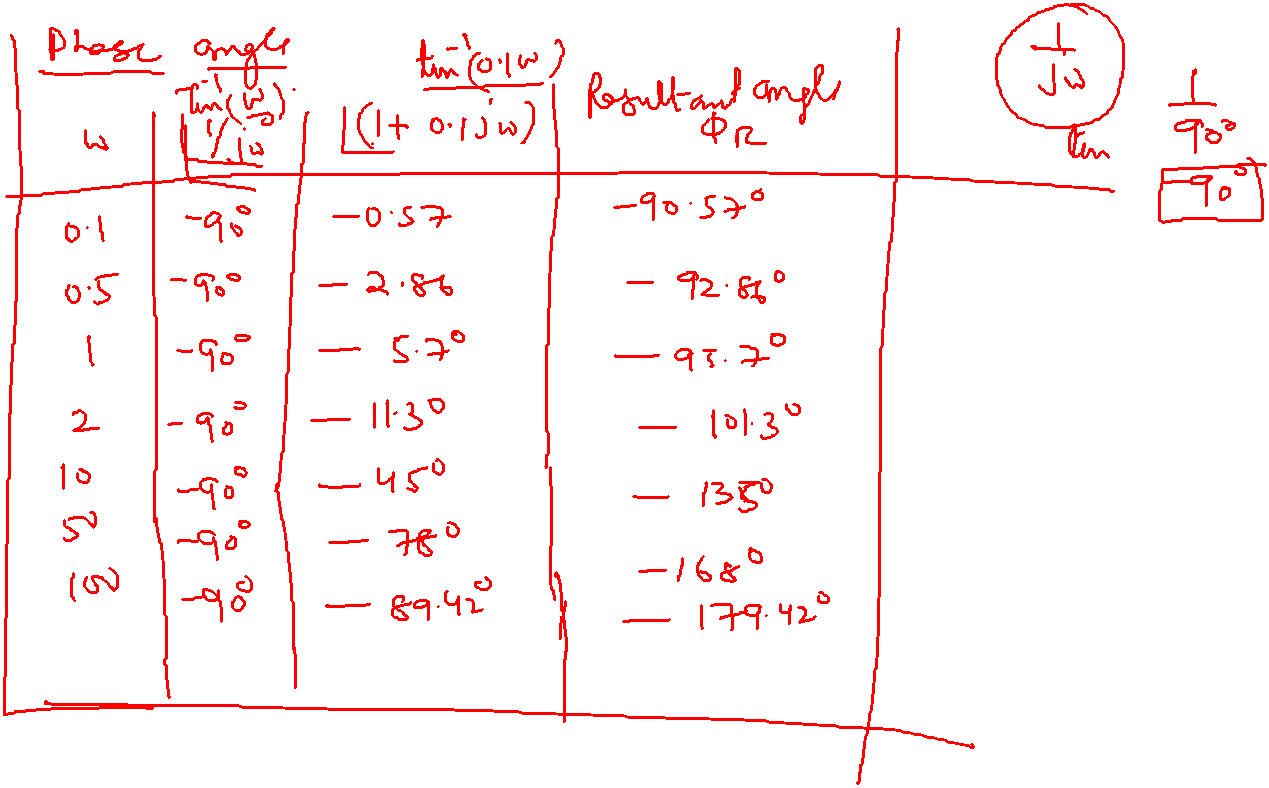 Phase angle
ω | Tan⁻¹(ω/0) 1/jω | tan⁻¹(0.1ω) (1 + 0.1jω) | Resultant angle ΦR
0.1 | -90° | -0.57 | -90.57°
0.5 | -90° | - 2.86 | - 92.86°
1 | -90° | - 5.7° | - 95.7°
2 | -90° | - 11.3° | - 101.3°
10 | -90° | - 45° | - 135°
50 | -90° | - 78° | -168°
100 | -90° | - 89.42° | - 179.42°
1/jω
tan
1/90°
-90°